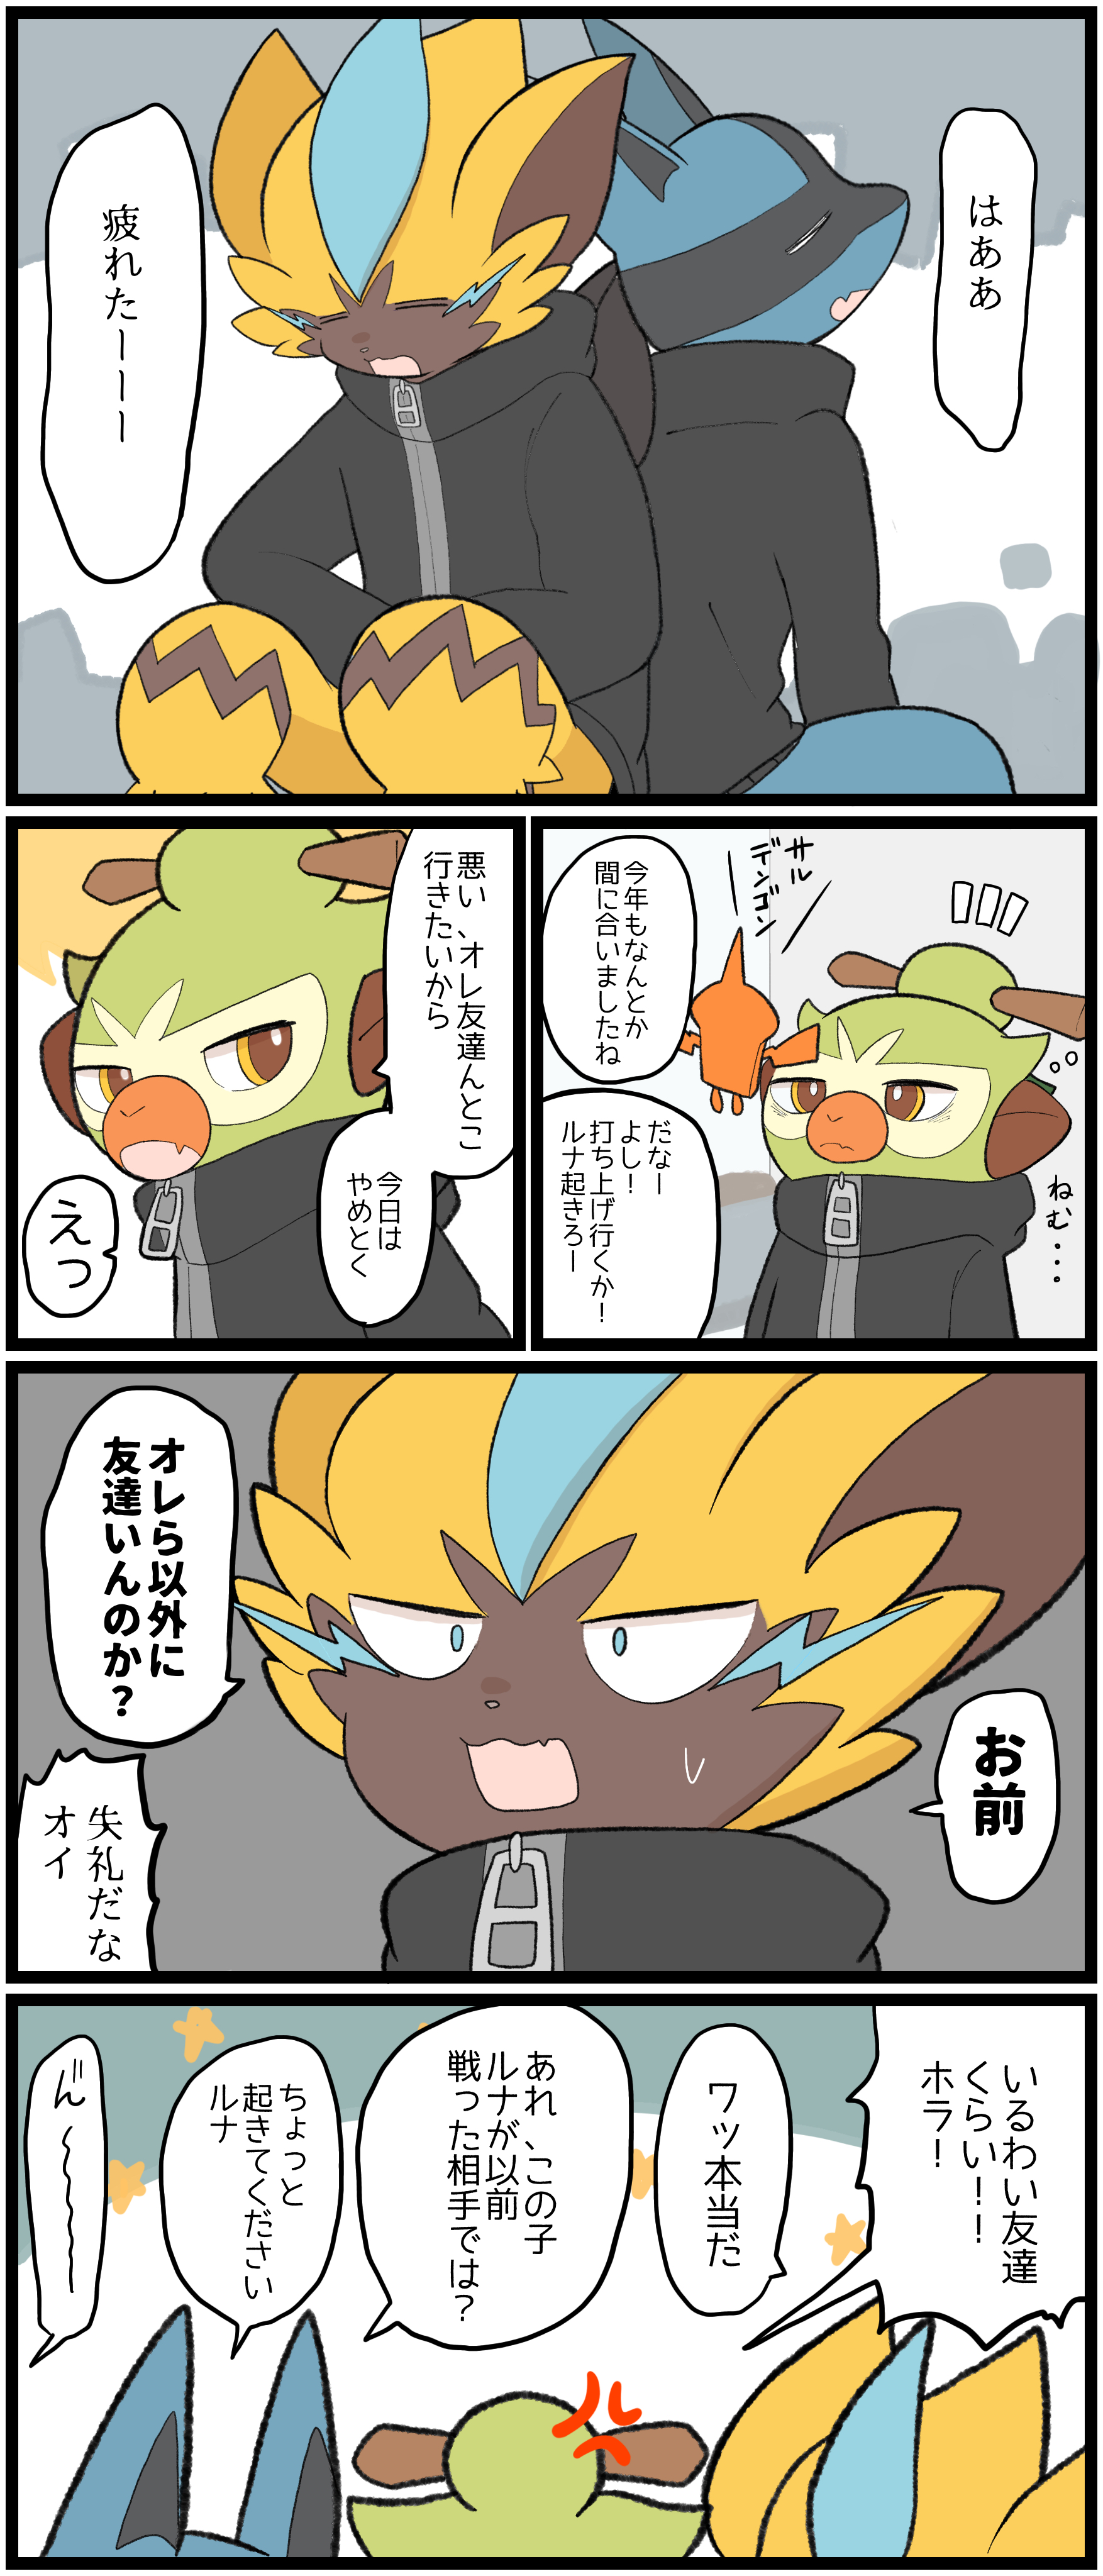 はああ
疲れたーーー
サル
デンゴン
今年もなんとか
間に合いましたね
ねむ・・・
だなー
よし！
打ち上げ行くか！
ルナ起きろー
悪い、オレ友達んとこ
行きたいから
今日は
やめとく
えっ
お前
オレら以外に
友達いんのか？
失礼だな
オイ
いるわい友達
くらい！！
ホラ！
ワッ本当だ
あれ、この子
ルナが以前
戦った相手では？
ちょっと
起きてください
ルナ
ん゛〜〜〜